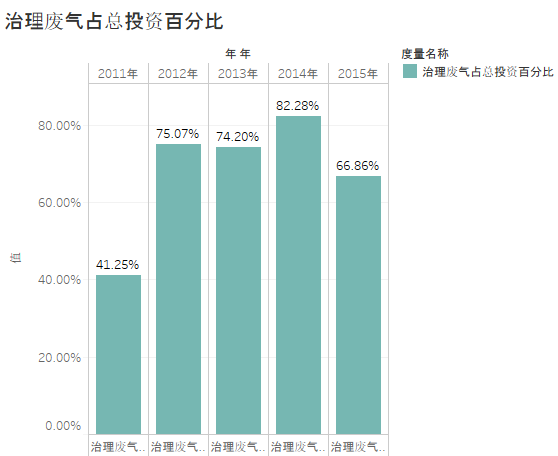 治理废气占总投资百分比
年 年
度量名称
2011年 2012年 2013年 2014年 2015年
治理废气占总投资百分比
82.28%
80.00%
75.07% 74.20%
66.86%
60.00%
41.25%
值
40.00%
20.00%
0.00%
治理废气.. 治理废气.. 治理废气.. 治理废气.. 治理废气..